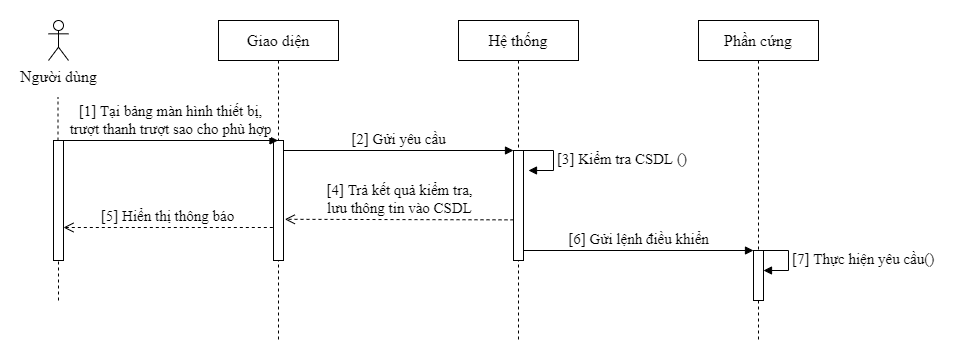 Người dùng
Giao diện
Hệ thống
Phần cứng
[1] Tại bảng màn hình thiết bị,
trượt thanh trượt sao cho phù hợp
[2] Gửi yêu cầu
[3] Kiểm tra CSDL ()
[4] Trả kết quả kiểm tra,
lưu thông tin vào CSDL
[5] Hiển thị thông báo
[6] Gửi lệnh điều khiển
[7] Thực hiện yêu cầu()